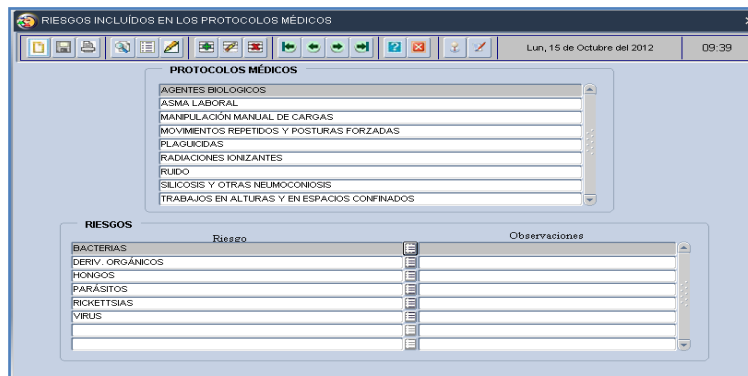 RIESGOS INCLUÍDOS EN LOS PROTOCOLOS MÉDICOS
Lun, 15 de Octubre del 2012 09:39
PROTOCOLOS MÉDICOS
AGENTES BIOLOGICOS
ASMA LABORAL
MANIPULACIÓN MANUAL DE CARGAS
MOVIMIENTOS REPETIDOS Y POSTURAS FORZADAS
PLAGUICIDAS
RADIACIONES IONIZANTES
RUIDO
SILICOSIS Y OTRAS NEUMOCONIOSIS
TRABAJOS EN ALTURAS Y EN ESPACIOS CONFINADOS
RIESGOS
Riesgo Observaciones
BACTERIAS
DERIV. ORGÁNICOS
HONGOS
PARÁSITOS
RICKETTSIAS
VIRUS